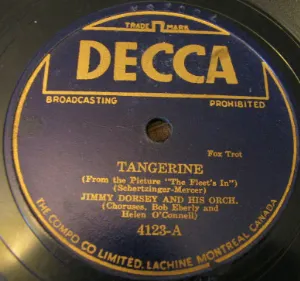 TRADE MARK
DECCA
BROADCASTING PROHIBITED
Fox Trot
TANGERINE
(From the Picture "The Fleet's In")
(Schertzinger-Mercer)
JIMMY DORSEY AND HIS ORCH.
(Choruses, Bob Eberly and
Helen O'Connell)
4123-A
THE COMPO CO LIMITED, LACHINE MONTREAL CANADA